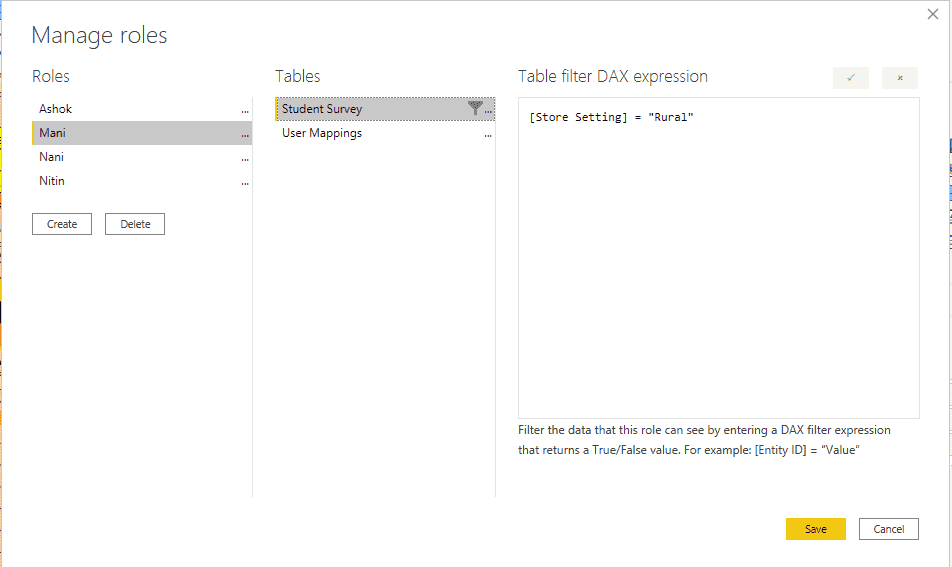 Manage roles
Roles
Ashok
...
Mani
...
Nani
...
Nitin
...
Create
Delete
Tables
Student Survey
...
User Mappings
...
Table filter DAX expression
[Store Setting] = "Rural"
Filter the data that this role can see by entering a DAX filter expression
that returns a True/False value. For example: [Entity ID] = “Value”
Save
Cancel